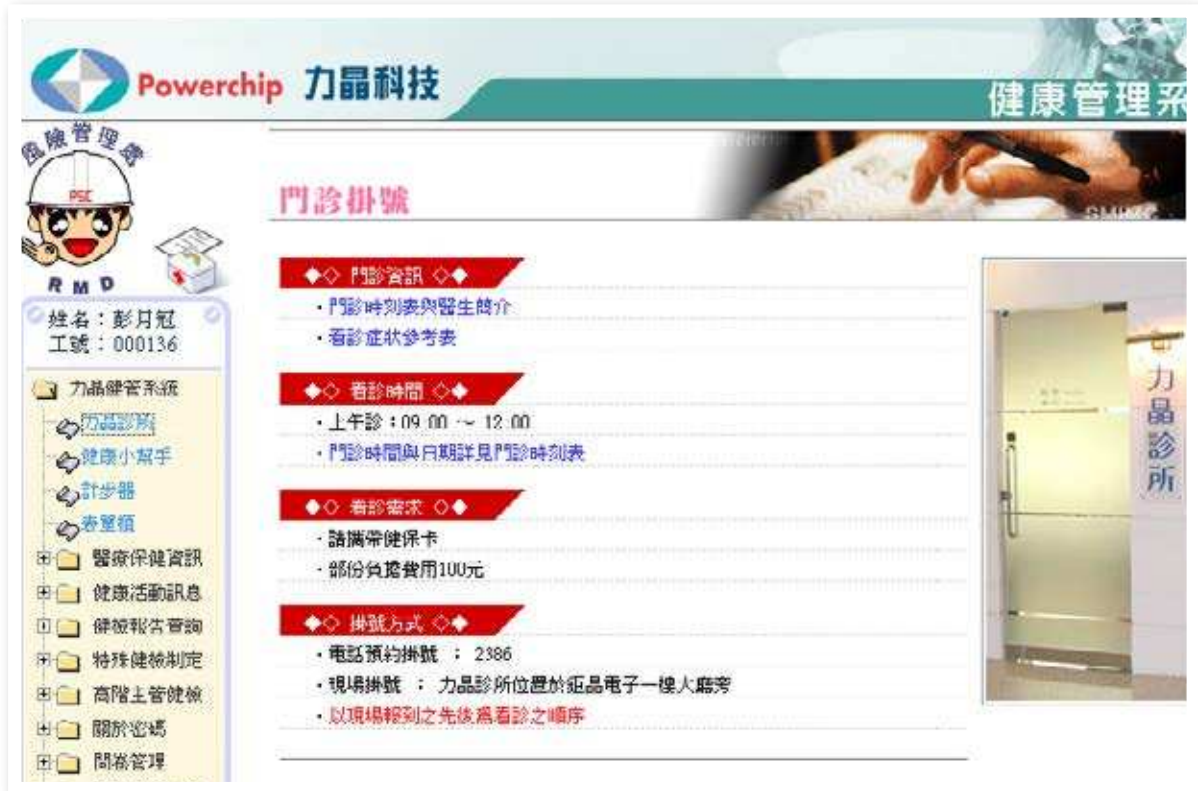 Powerchip 力晶科技
健康管理系
風險管理處
PSC
RMD
姓名：彭月冠
工號：000136
力晶健管系統
力晶診所
健康小幫手
計步器
表單櫃
醫療保健資訊
健康活動訊息
健檢報告查詢
特殊健檢制定
高階主管健檢
關於密碼
問卷管理
門診掛號
◆◇ 門診資訊 ◇◆
・門診時刻表與醫生簡介
・看診症狀參考表
◆◇ 看診時間 ◇◆
・上午診：09:00 ～ 12:00
・門診時間與日期詳見門診時刻表
◆◇ 看診需求 ◇◆
・請攜帶健保卡
・部份負擔費用100元
◆◇ 掛號方式 ◇◆
・電話預約掛號 ： 2386
・現場掛號 ： 力晶診所位置於鉅晶電子一樓大廳旁
・以現場報到之先後為看診之順序
力晶診所